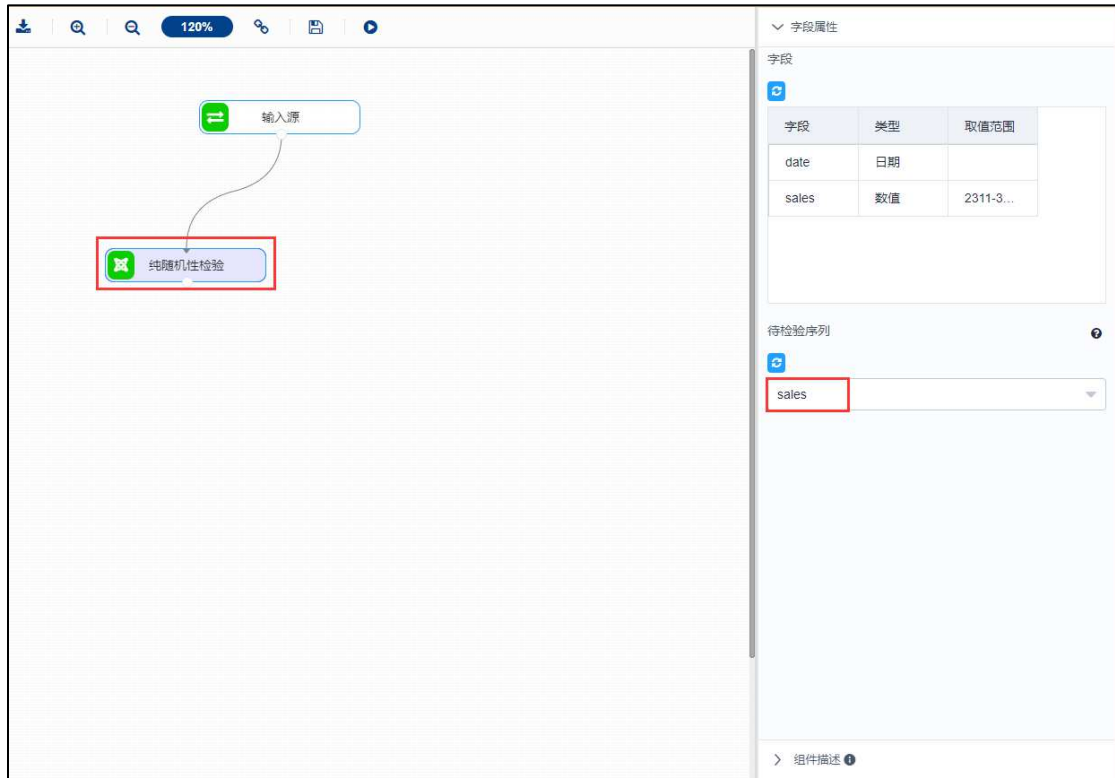 120%
输入源
纯随机性检验
字段属性
字段
字段 类型 取值范围
date 日期
sales 数值 2311-3...
待检验序列
sales
组件描述